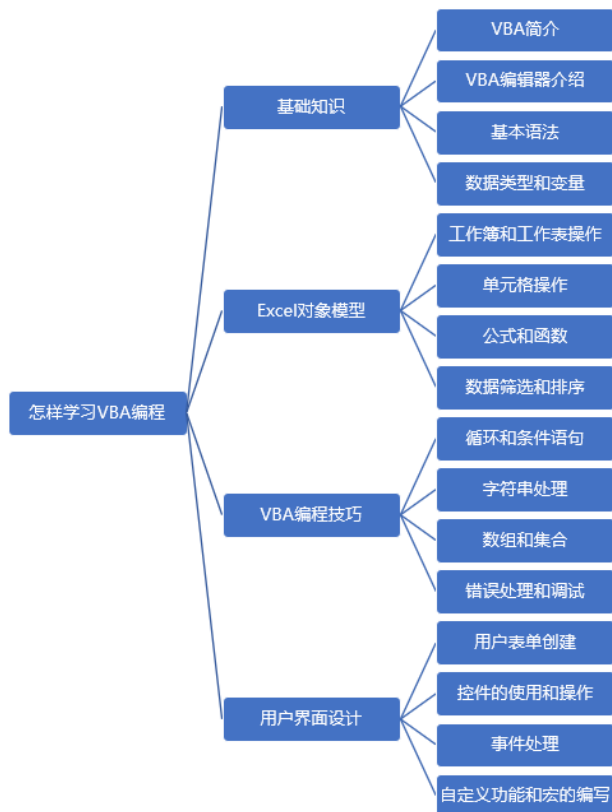 怎样学习VBA编程
基础知识
VBA简介
VBA编辑器介绍
基本语法
数据类型和变量
Excel对象模型
工作簿和工作表操作
单元格操作
公式和函数
数据筛选和排序
VBA编程技巧
循环和条件语句
字符串处理
数组和集合
错误处理和调试
用户界面设计
用户表单创建
控件的使用和操作
事件处理
自定义功能和宏的编写